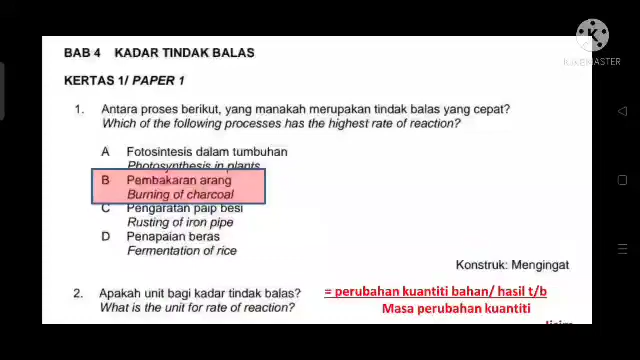 KINEMASTER
BAB 4 KADAR TINDAK BALAS
KERTAS 1/ PAPER 1
1. Antara proses berikut, yang manakah merupakan tindak balas yang cepat?
Which of the following processes has the highest rate of reaction?
A Fotosintesis dalam tumbuhan
Photosynthesis in plants
B Pembakaran arang
Burning of charcoal
C Pengaratan paip besi
Rusting of iron pipe
D Penapaian beras
Fermentation of rice
Konstruk: Mengingat
2. Apakah unit bagi kadar tindak balas? = perubahan kuantiti bahan/ hasil t/b
What is the unit for rate of reaction? Masa perubahan kuantiti